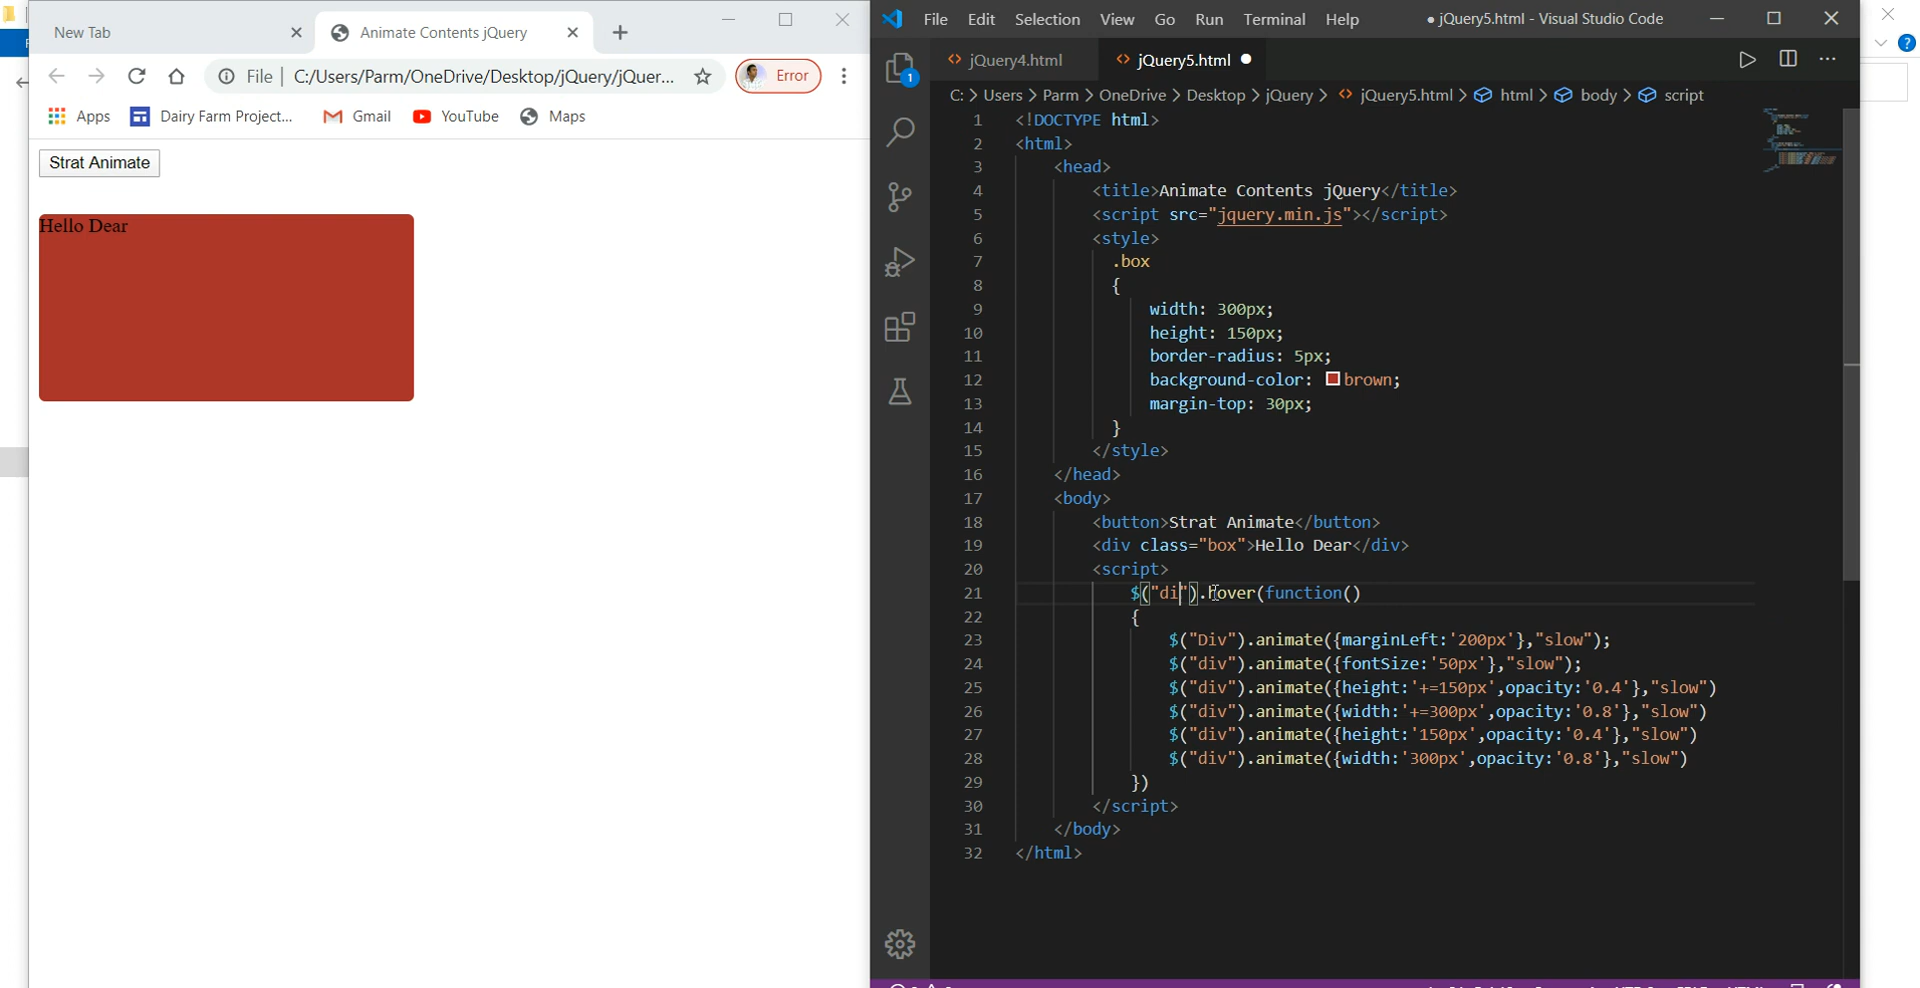 New Tab
Animate Contents jQuery
File
C:/Users/Parm/OneDrive/Desktop/jQuery/jQuer...
Error
Apps
Dairy Farm Project...
Gmail
YouTube
Maps
Strat Animate
Hello Dear
File Edit Selection View Go Run Terminal Help
● jQuery5.html - Visual Studio Code
jQuery4.html
jQuery5.html ●
C: > Users > Parm > OneDrive > Desktop > jQuery > jQuery5.html > html > body > script
1
1 <!DOCTYPE html>
2 <html>
3 <head>
4 <title>Animate Contents jQuery</title>
5 <script src="jquery.min.js"></script>
6 <style>
7 .box
8 {
9 width: 300px;
10 height: 150px;
11 border-radius: 5px;
12 background-color: brown;
13 margin-top: 30px;
14 }
15 </style>
16 </head>
17 <body>
18 <button>Strat Animate</button>
19 <div class="box">Hello Dear</div>
20 <script>
21 $("di").hover(function()
22 {
23 $("Div").animate({marginLeft:'200px'},"slow");
24 $("div").animate({fontSize:'50px'},"slow");
25 $("div").animate({height:'+=150px',opacity:'0.4'},"slow")
26 $("div").animate({width:'+=300px',opacity:'0.8'},"slow")
27 $("div").animate({height:'150px',opacity:'0.4'},"slow")
28 $("div").animate({width:'300px',opacity:'0.8'},"slow")
29 })
30 </script>
31 </body>
32 </html>